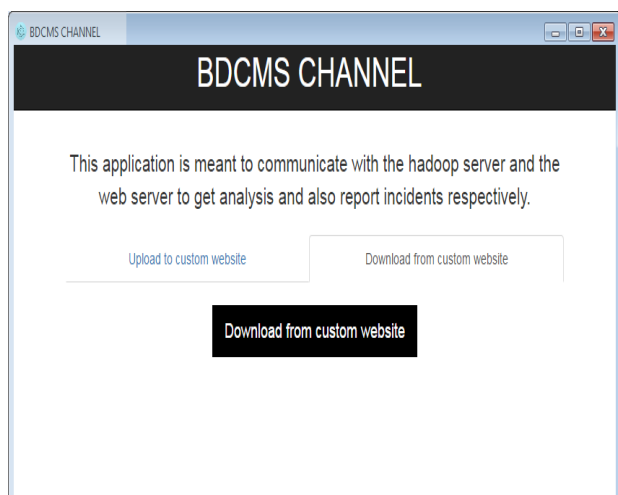 BDCMS CHANNEL
BDCMS CHANNEL
This application is meant to communicate with the hadoop server and the
web server to get analysis and also report incidents respectively.
Upload to custom website
Download from custom website
Download from custom website